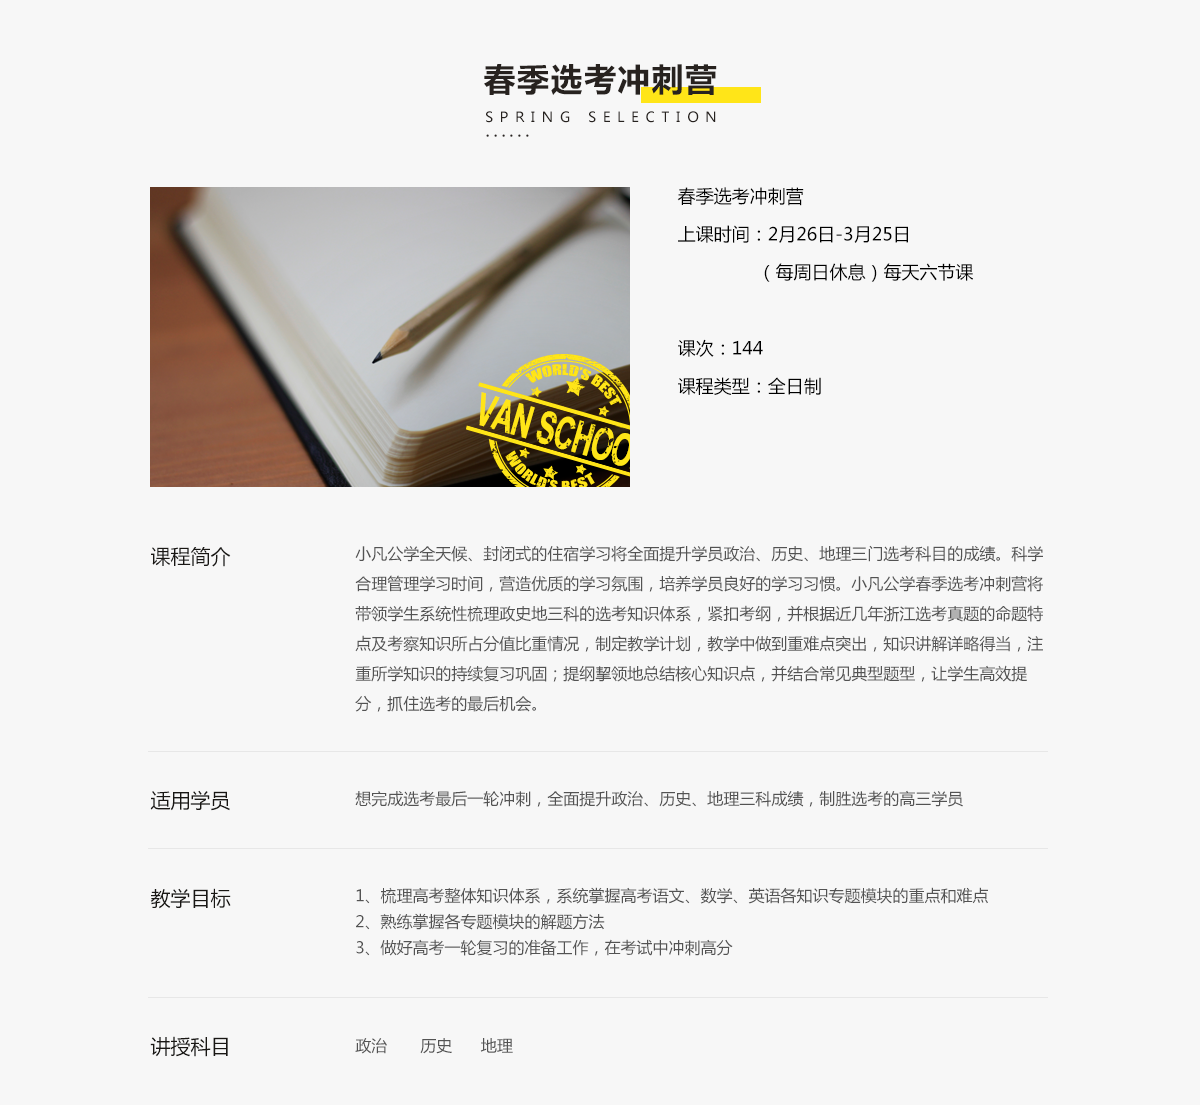 春季选考冲刺营
SPRING SELECTION
春季选考冲刺营
上课时间：2月26日-3月25日
（每周日休息）每天六节课
课次：144
课程类型：全日制
WORLD'S BEST
VAN SCHOO
WORLD'S BEST
课程简介
小凡公学全天候、封闭式的住宿学习将全面提升学员政治、历史、地理三门选考科目的成绩。科学
合理管理学习时间，营造优质的学习氛围，培养学员良好的学习习惯。小凡公学春季选考冲刺营将
带领学生系统性梳理政史地三科的选考知识体系，紧扣考纲，并根据近几年浙江选考真题的命题特
点及考察知识所占分值比重情况，制定教学计划，教学中做到重难点突出，知识讲解详略得当，注
重所学知识的持续复习巩固；提纲挈领地总结核心知识点，并结合常见典型题型，让学生高效提
分，抓住选考的最后机会。
适用学员
想完成选考最后一轮冲刺，全面提升政治、历史、地理三科成绩，制胜选考的高三学员
教学目标
1、梳理高考整体知识体系，系统掌握高考语文、数学、英语各知识专题模块的重点和难点
2、熟练掌握各专题模块的解题方法
3、做好高考一轮复习的准备工作，在考试中冲刺高分
讲授科目
政治 历史 地理